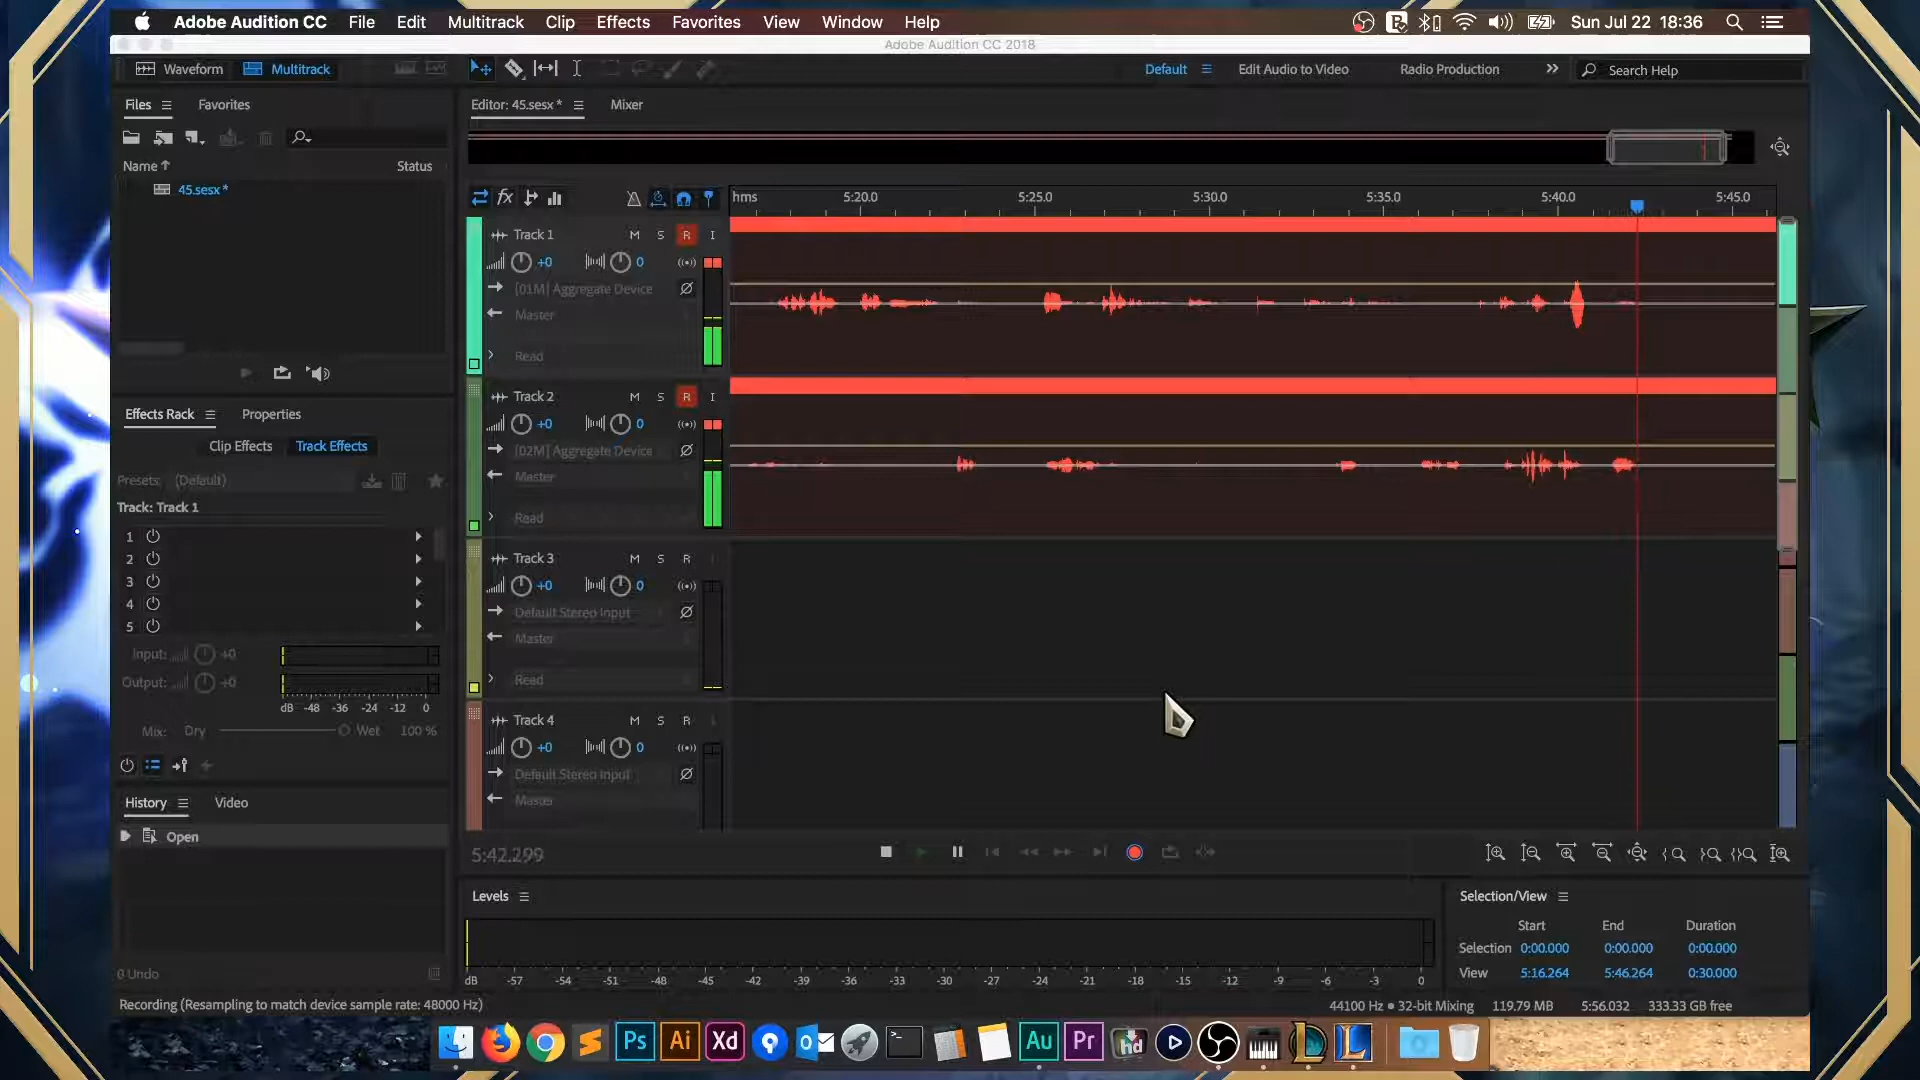 Adobe Audition CC File Edit Multitrack Clip Effects Favorites View Window Help Sun Jul 22 18:36
Adobe Audition CC 2018
Waveform Multitrack Default Edit Audio to Video Radio Production Search Help
Files Favorites Editor: 45.sesx * Mixer
Name Status
45.sesx *
hms 5:20.0 5:25.0 5:30.0 5:35.0 5:40.0 5:45.0
fx
Track 1 M S R I
+0 0
[01M] Aggregate Device
Master
Read
Track 2 M S R I
+0 0
[02M] Aggregate Device
Master
Read
Track 3 M S R I
+0 0
Default Stereo Input
Master
Read
Track 4 M S R I
+0 0
Default Stereo Input
Master
Effects Rack Properties
Clip Effects Track Effects
Presets: (Default)
Track: Track 1
1
2
3
4
5
Input: +0
Output: +0
dB -48 -36 -24 -12 0
Mix: Dry Wet 100 %
History Video
Open
0 Undo
5:42.299
Levels
dB -57 -54 -51 -48 -45 -42 -39 -36 -33 -30 -27 -24 -21 -18 -15 -12 -9 -6 -3 0
Selection/View
Start End Duration
Selection 0:00.000 0:00.000 0:00.000
View 5:16.264 5:46.264 0:30.000
Recording (Resampling to match device sample rate: 48000 Hz) 44100 Hz ● 32-bit Mixing 119.79 MB 5:56.032 333.33 GB free
Ps Ai Xd Au Pr hd L